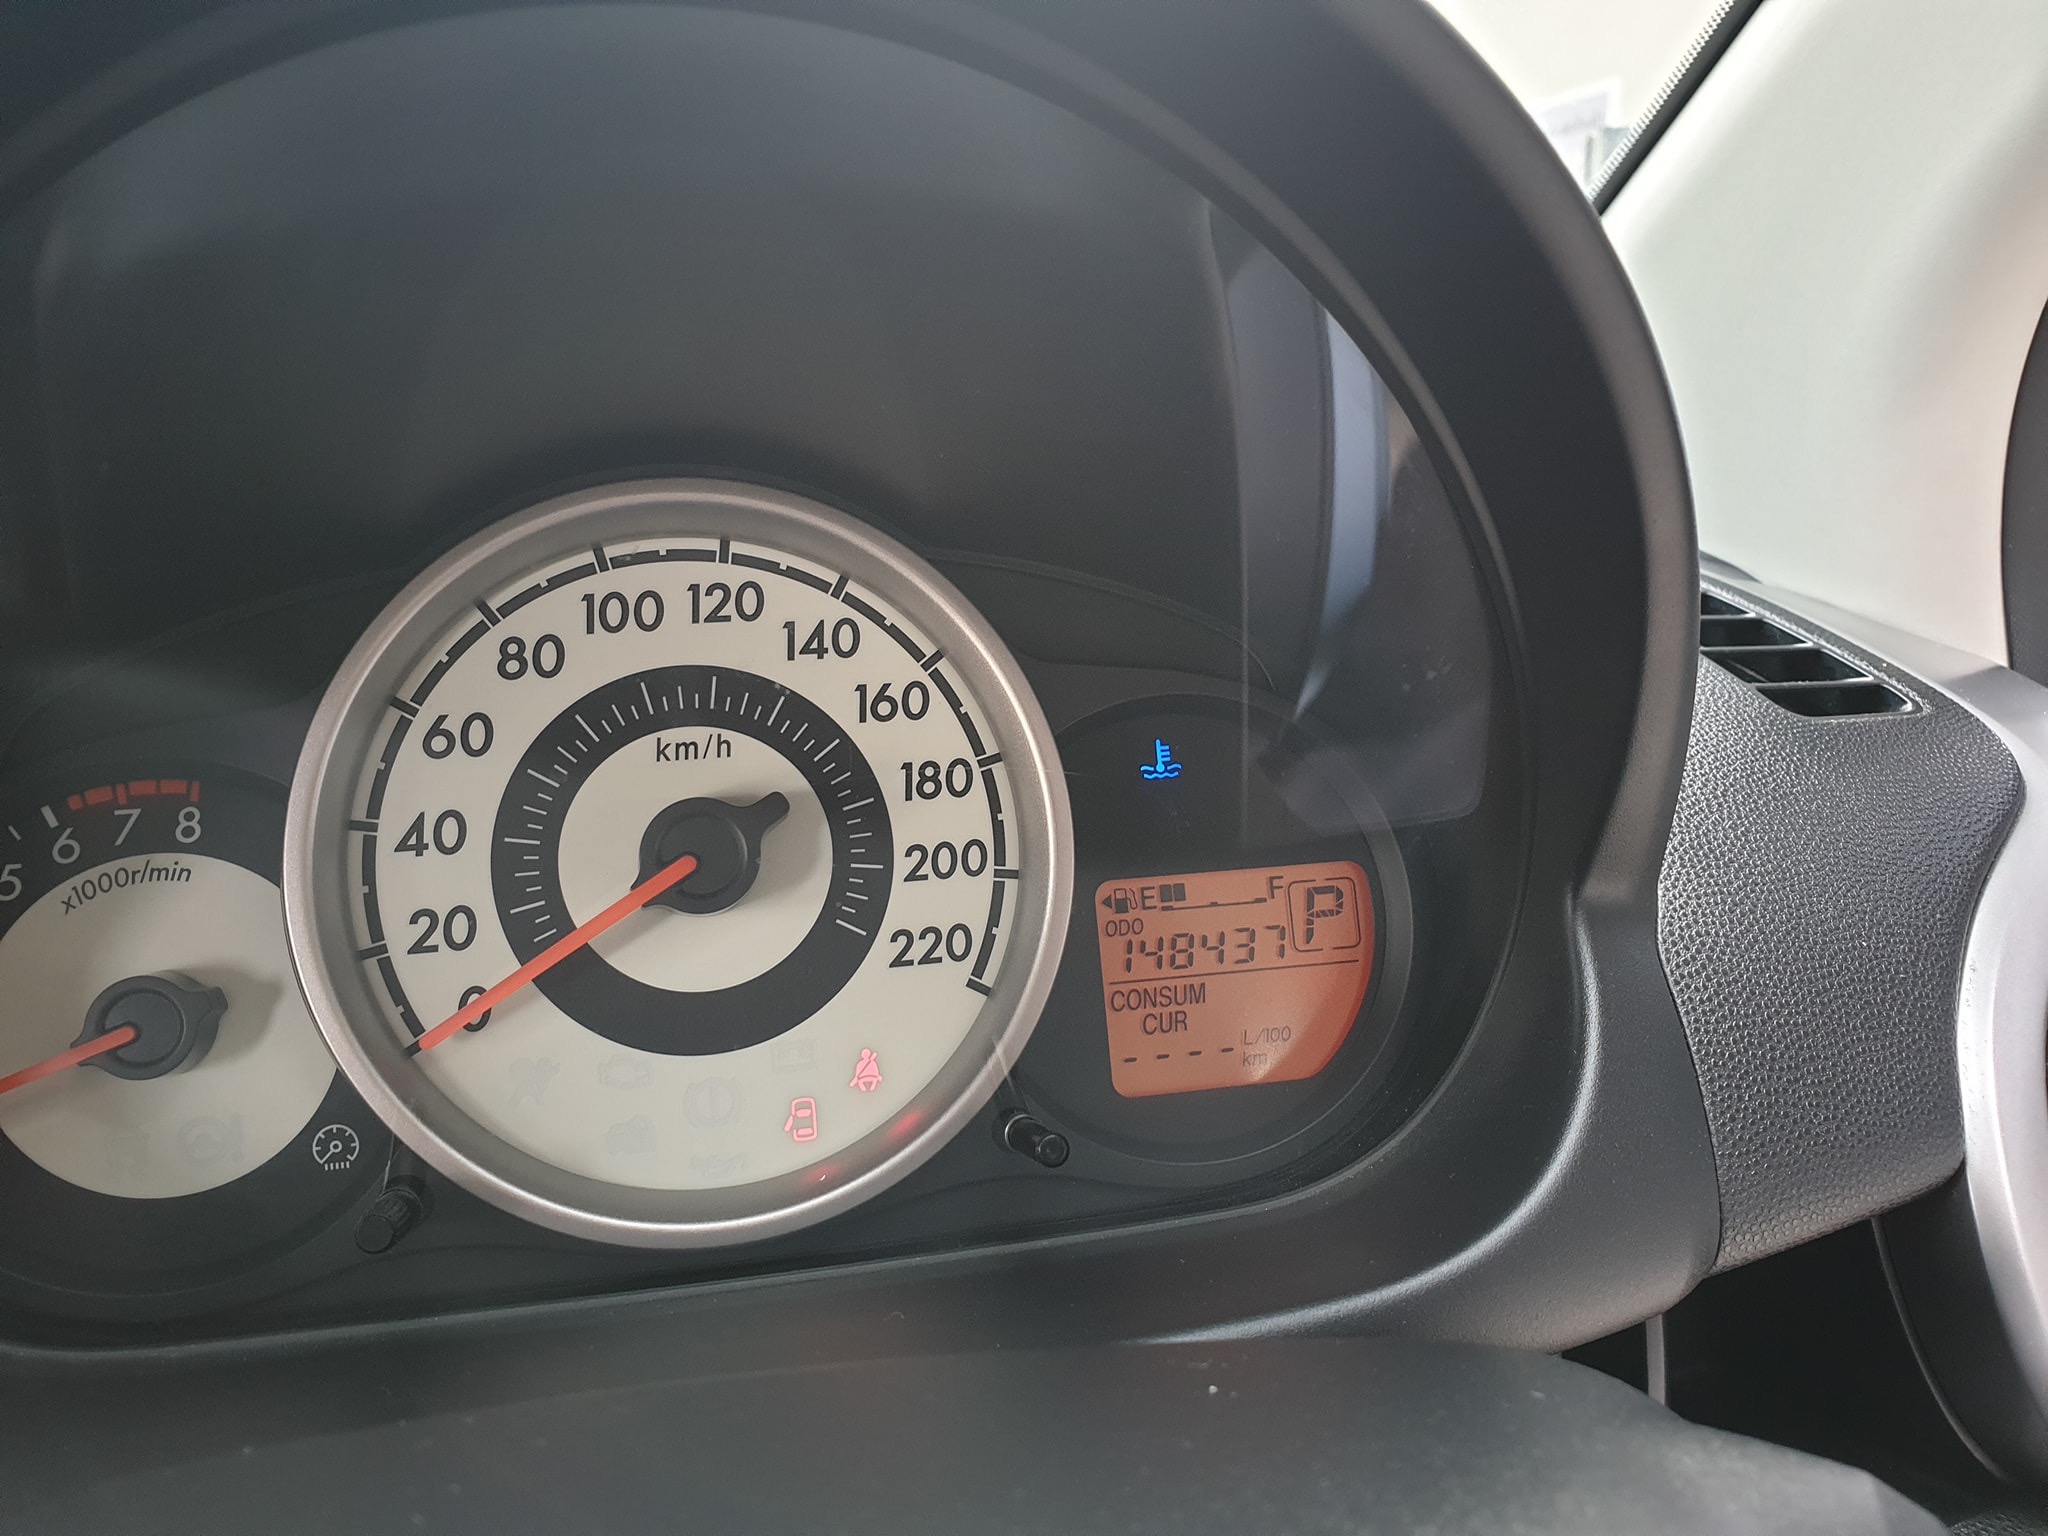 5 6 7 8
x1000r/min
0 20 40 60 80 100 120 140 160 180 200 220
km/h
E F P
ODO
148437
CONSUM
CUR
---- L/100
km